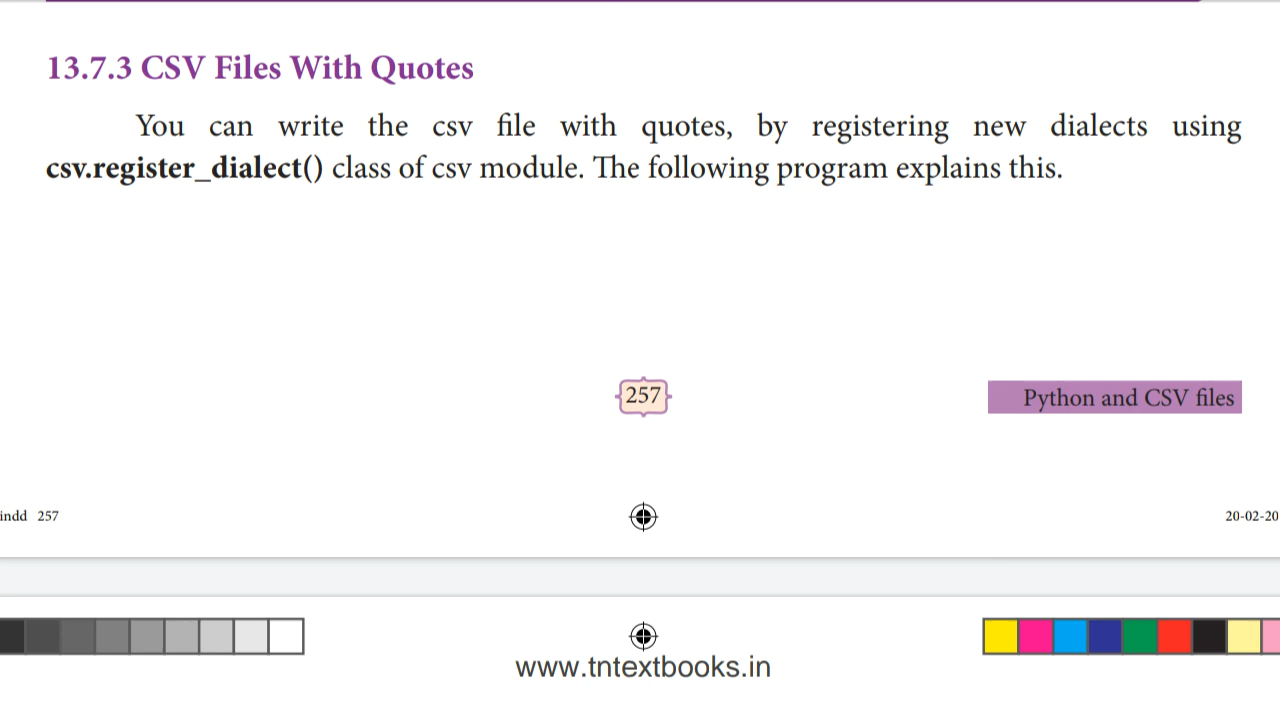 13.7.3 CSV Files With Quotes
You can write the csv file with quotes, by registering new dialects using
csv.register_dialect() class of csv module. The following program explains this.
257
Python and CSV files
indd 257
20-02-20
www.tntextbooks.in